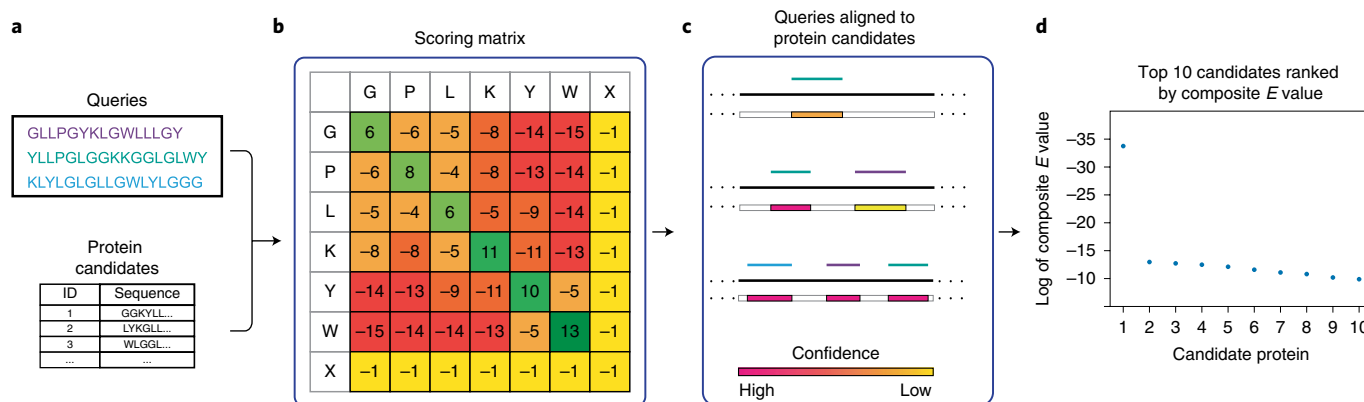 a
Queries
GLLPGYKLGWLLLGY
YLLPGLGGKKGGLGLWY
KLYLGLGLLGWLYLGGG
Protein
candidates
ID Sequence
1 GGKYLL...
2 LYKGLL...
3 WLGGL...
... ...
b
Scoring matrix
G P L K Y W X
G 6 –6 –5 –8 –14 –15 –1
P –6 8 –4 –8 –13 –14 –1
L –5 –4 6 –5 –9 –14 –1
K –8 –8 –5 11 –11 –13 –1
Y –14 –13 –9 –11 10 –5 –1
W –15 –14 –14 –13 –5 13 –1
X –1 –1 –1 –1 –1 –1 –1
c
Queries aligned to
protein candidates
Confidence
High Low
d
Top 10 candidates ranked
by composite E value
Log of composite E value
–35
–30
–25
–20
–15
–10
1 2 3 4 5 6 7 8 9 10
Candidate protein